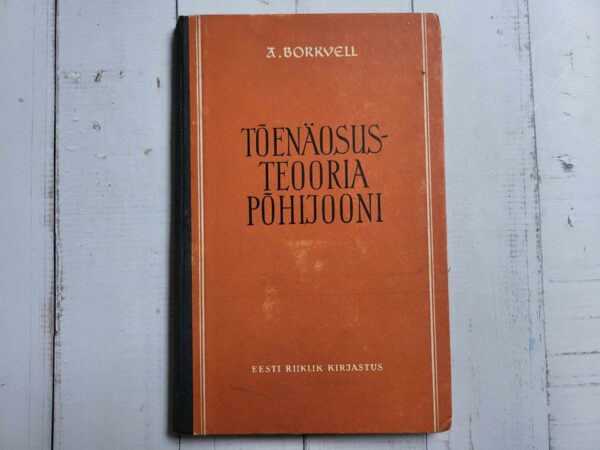 A. BORKVELL
TÕENÄOSUS-
TEOORIA
PÕHIJOONI
EESTI RIIKLIK KIRJASTUS